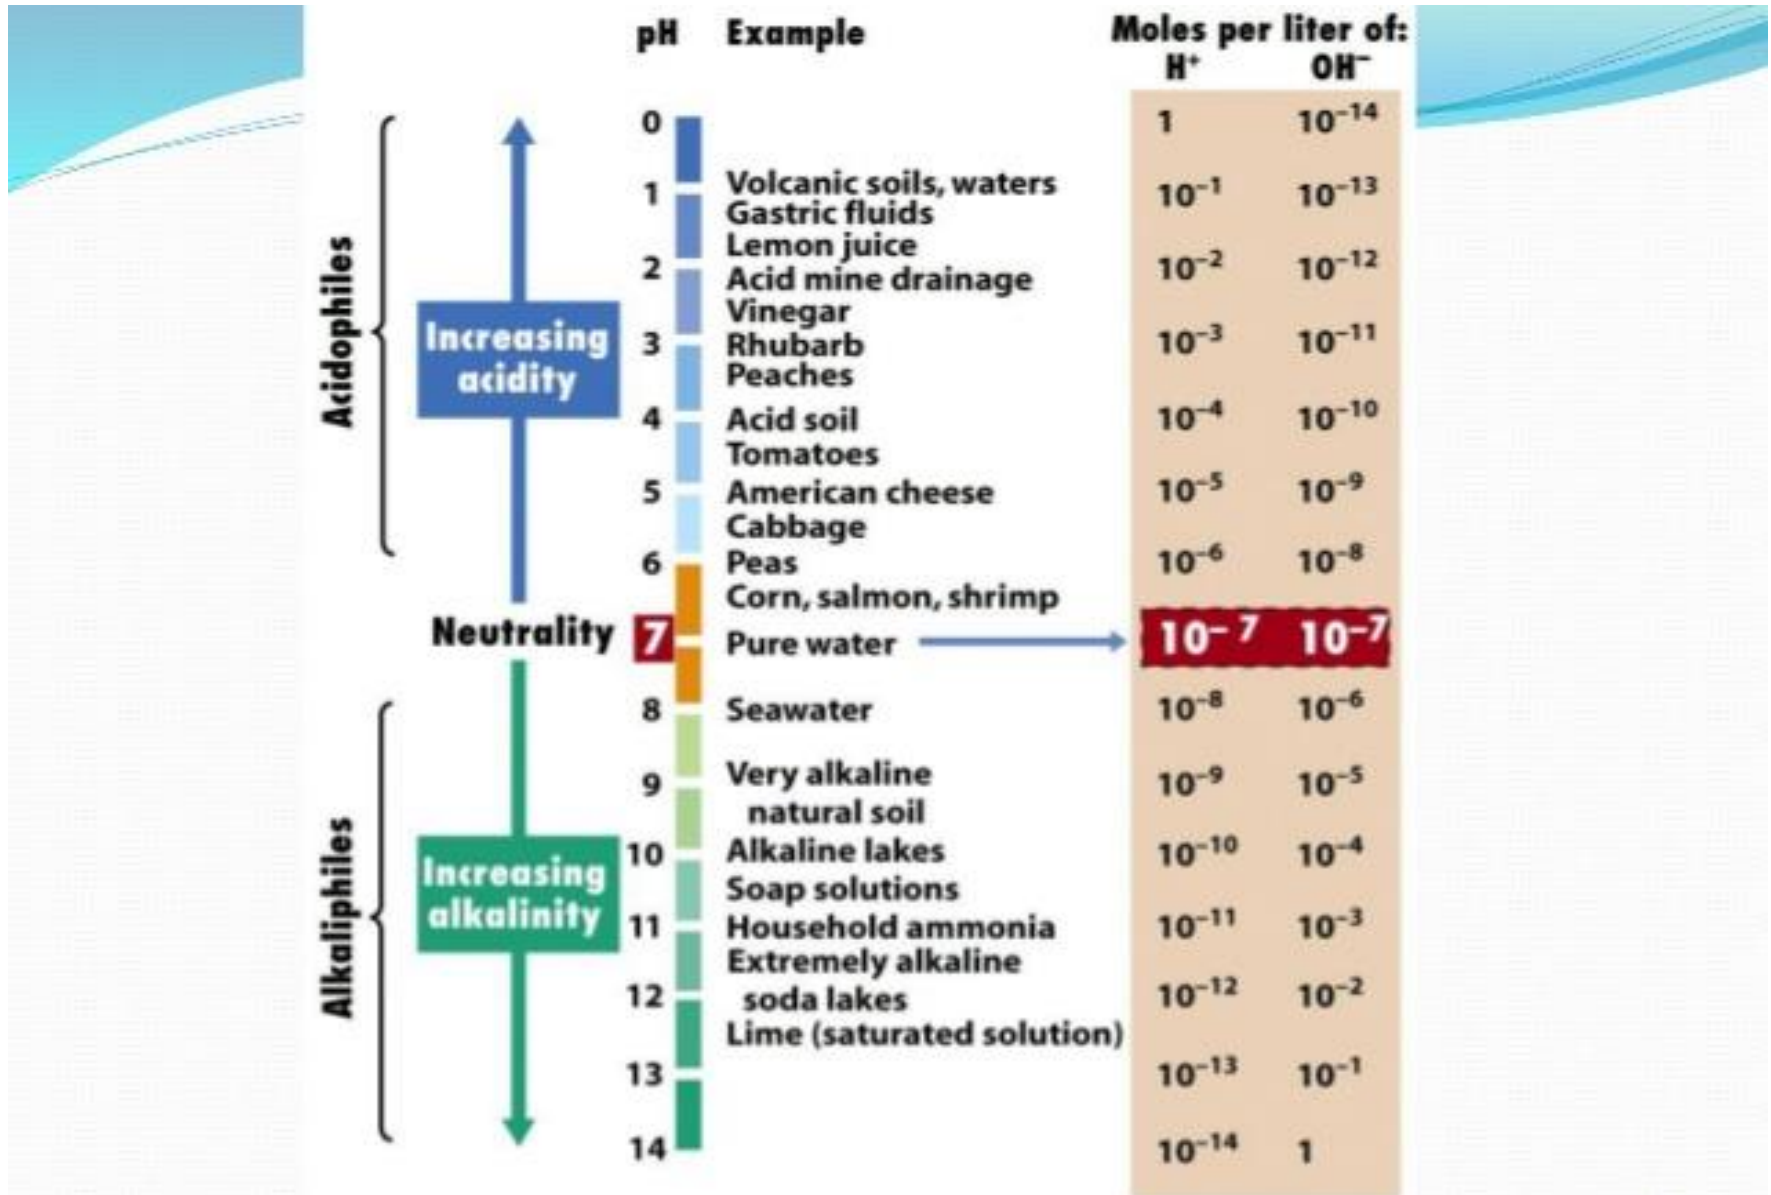 pH Example Moles per liter of:
H⁺ OH⁻
0 1 10⁻¹⁴
Volcanic soils, waters
1 10⁻¹ 10⁻¹³
Gastric fluids
Lemon juice
2 10⁻² 10⁻¹²
Acid mine drainage
Vinegar
3 Rhubarb 10⁻³ 10⁻¹¹
Peaches
4 Acid soil 10⁻⁴ 10⁻¹⁰
Tomatoes
5 American cheese 10⁻⁵ 10⁻⁹
Cabbage
6 Peas 10⁻⁶ 10⁻⁸
Corn, salmon, shrimp
Neutrality 7 Pure water 10⁻⁷ 10⁻⁷
8 Seawater 10⁻⁸ 10⁻⁶
Very alkaline
9 10⁻⁹ 10⁻⁵
natural soil
10 Alkaline lakes 10⁻¹⁰ 10⁻⁴
Soap solutions
11 Household ammonia 10⁻¹¹ 10⁻³
Extremely alkaline
12 soda lakes 10⁻¹² 10⁻²
Lime (saturated solution)
13 10⁻¹³ 10⁻¹
14 10⁻¹⁴ 1
Acidophiles
Increasing
acidity
Alkaliphiles
Increasing
alkalinity